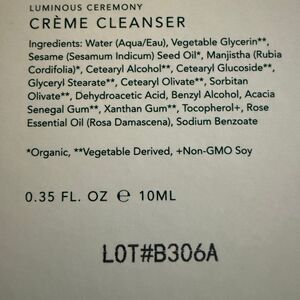 LUMINOUS CEREMONY
CRÈME CLEANSER
Ingredients: Water (Aqua/Eau), Vegetable Glycerin**,
Sesame (Sesamum Indicum) Seed Oil*, Manjistha (Rubia
Cordifolia)*, Cetearyl Alcohol**, Cetearyl Glucoside**,
Glyceryl Stearate**, Cetearyl Olivate**, Sorbitan
Olivate**, Dehydroacetic Acid, Benzyl Alcohol, Acacia
Senegal Gum**, Xanthan Gum**, Tocopherol+, Rose
Essential Oil (Rosa Damascena), Sodium Benzoate
*Organic, **Vegetable Derived, +Non-GMO Soy
0.35 FL. OZ ℮ 10ML
LOT#B306A